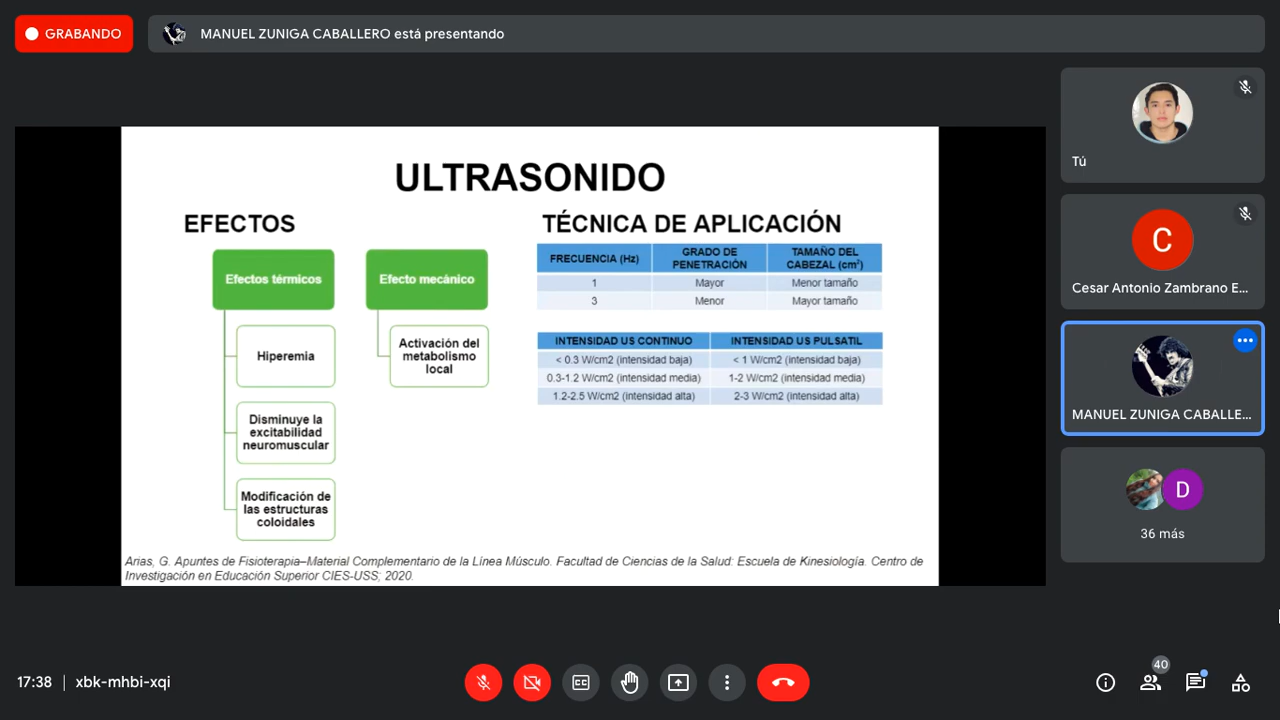 GRABANDO
MANUEL ZUNIGA CABALLERO está presentando
ULTRASONIDO
EFECTOS
Efectos térmicos
Efecto mecánico
Hiperemia
Activación del
metabolismo
local
Disminuye la
excitabilidad
neuromuscular
Modificación de
las estructuras
coloidales
TÉCNICA DE APLICACIÓN
FRECUENCIA (Hz) GRADO DE PENETRACIÓN TAMAÑO DEL CABEZAL (cm²)
1 Mayor Menor tamaño
3 Menor Mayor tamaño
INTENSIDAD US CONTINUO INTENSIDAD US PULSATIL
< 0.3 W/cm2 (intensidad baja) < 1 W/cm2 (intensidad baja)
0.3-1.2 W/cm2 (intensidad media) 1-2 W/cm2 (intensidad media)
1.2-2.5 W/cm2 (intensidad alta) 2-3 W/cm2 (intensidad alta)
Arias, G. Apuntes de Fisioterapia–Material Complementario de la Línea Músculo. Facultad de Ciencias de la Salud: Escuela de Kinesiología. Centro de
Investigación en Educación Superior CIES-USS; 2020.
Tú
C
Cesar Antonio Zambrano E...
MANUEL ZUNIGA CABALLE...
D
36 más
17:38 | xbk-mhbi-xqi
CC
40